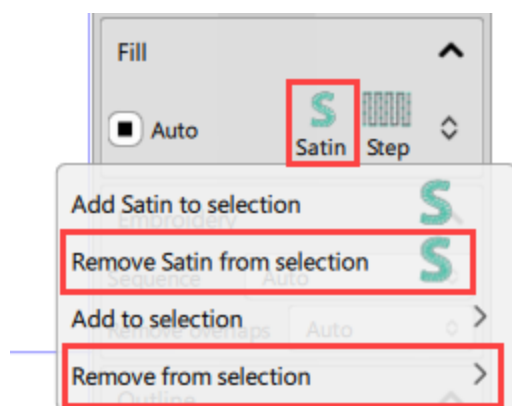 Fill
Auto
Satin Step
Add Satin to selection
Embroidery
Remove Satin from selection
Sequence Auto
Add to selection
Remove overlaps Auto
Remove from selection
Outline